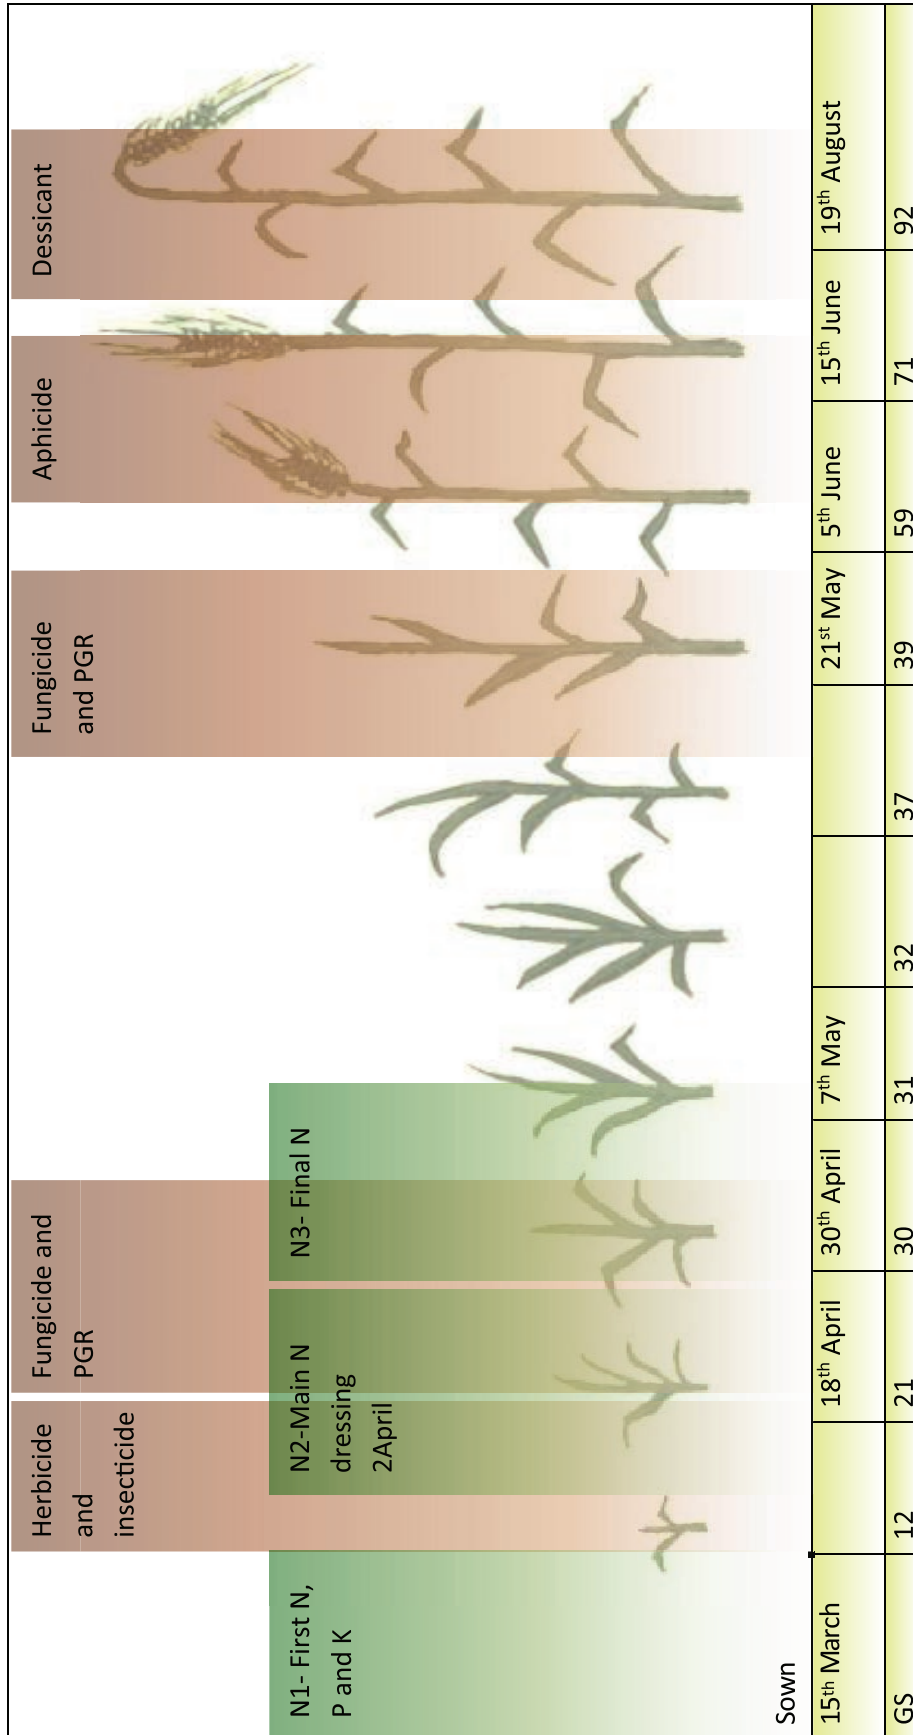 Herbicide
and
insecticide
Fungicide and
PGR
Fungicide
and PGR
Aphicide
Dessicant
N1- First N,
P and K
N2-Main N
dressing
2April
N3- Final N
Sown
15th March
18th April
30th April
7th May
21st May
5th June
15th June
19th August
GS
12
21
30
31
32
37
39
59
71
92